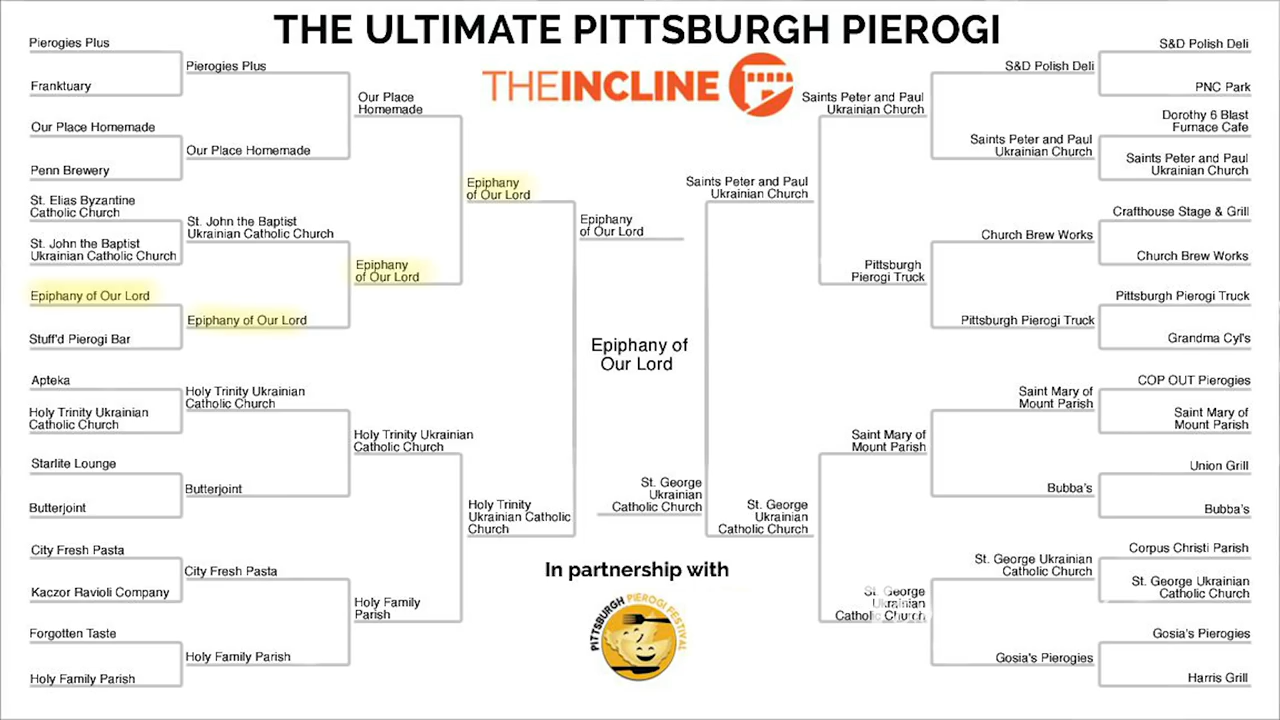 THE ULTIMATE PITTSBURGH PIEROGI
THEINCLINE
Pierogies Plus
Franktuary
Our Place Homemade
Penn Brewery
St. Elias Byzantine
Catholic Church
St. John the Baptist
Ukrainian Catholic Church
Epiphany of Our Lord
Stuff'd Pierogi Bar
Apteka
Holy Trinity Ukrainian
Catholic Church
Starlite Lounge
Butterjoint
City Fresh Pasta
Kaczor Ravioli Company
Forgotten Taste
Holy Family Parish
Pierogies Plus
Our Place Homemade
St. John the Baptist
Ukrainian Catholic Church
Epiphany of Our Lord
Holy Trinity Ukrainian
Catholic Church
Butterjoint
City Fresh Pasta
Holy Family Parish
Our Place
Homemade
Epiphany
of Our Lord
Holy Trinity Ukrainian
Catholic Church
Holy Family
Parish
Epiphany
of Our Lord
Holy Trinity
Ukrainian Catholic
Church
Epiphany
of Our Lord
Epiphany of
Our Lord
St. George
Ukrainian
Catholic Church
In partnership with
PITTSBURGH PIEROGI FESTIVAL
Saints Peter and Paul
Ukrainian Church
St. George
Ukrainian
Catholic Church
Saints Peter and Paul
Ukrainian Church
Pittsburgh
Pierogi Truck
Saint Mary of
Mount Parish
St. George
Ukrainian
Catholic Church
S&D Polish Deli
Saints Peter and Paul
Ukrainian Church
Church Brew Works
Pittsburgh Pierogi Truck
Saint Mary of
Mount Parish
Bubba's
St. George Ukrainian
Catholic Church
Gosia's Pierogies
S&D Polish Deli
PNC Park
Dorothy 6 Blast
Furnace Cafe
Saints Peter and Paul
Ukrainian Church
Crafthouse Stage & Grill
Church Brew Works
Pittsburgh Pierogi Truck
Grandma Cyl's
COP OUT Pierogies
Saint Mary of
Mount Parish
Union Grill
Bubba's
Corpus Christi Parish
St. George Ukrainian
Catholic Church
Gosia's Pierogies
Harris Grill